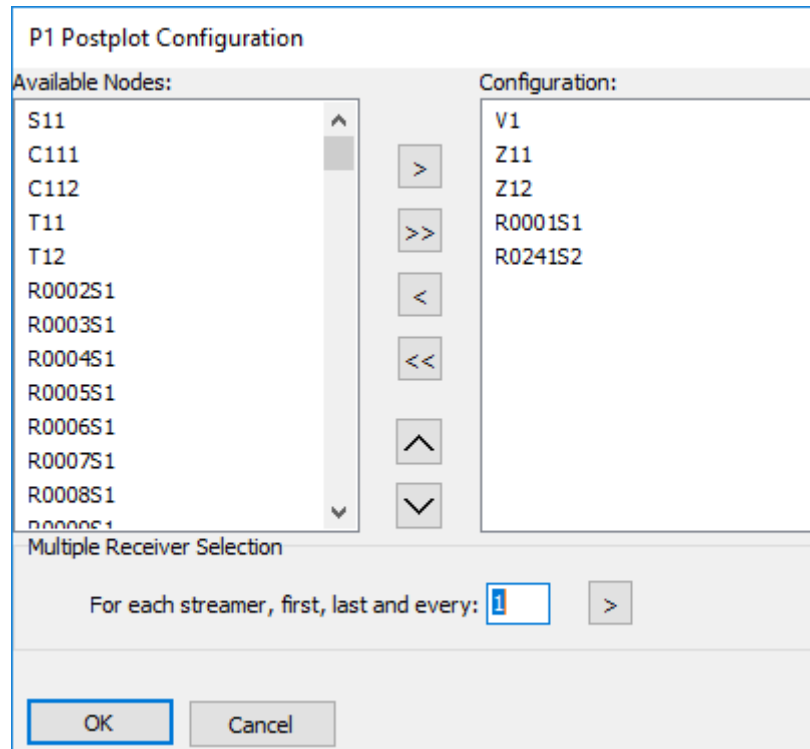 P1 Postplot Configuration
Available Nodes:
S11
C111
C112
T11
T12
R0002S1
R0003S1
R0004S1
R0005S1
R0006S1
R0007S1
R0008S1
R0009S1
>
>>
<
<<
Configuration:
V1
Z11
Z12
R0001S1
R0241S2
Multiple Receiver Selection
For each streamer, first, last and every: 1 >
OK Cancel